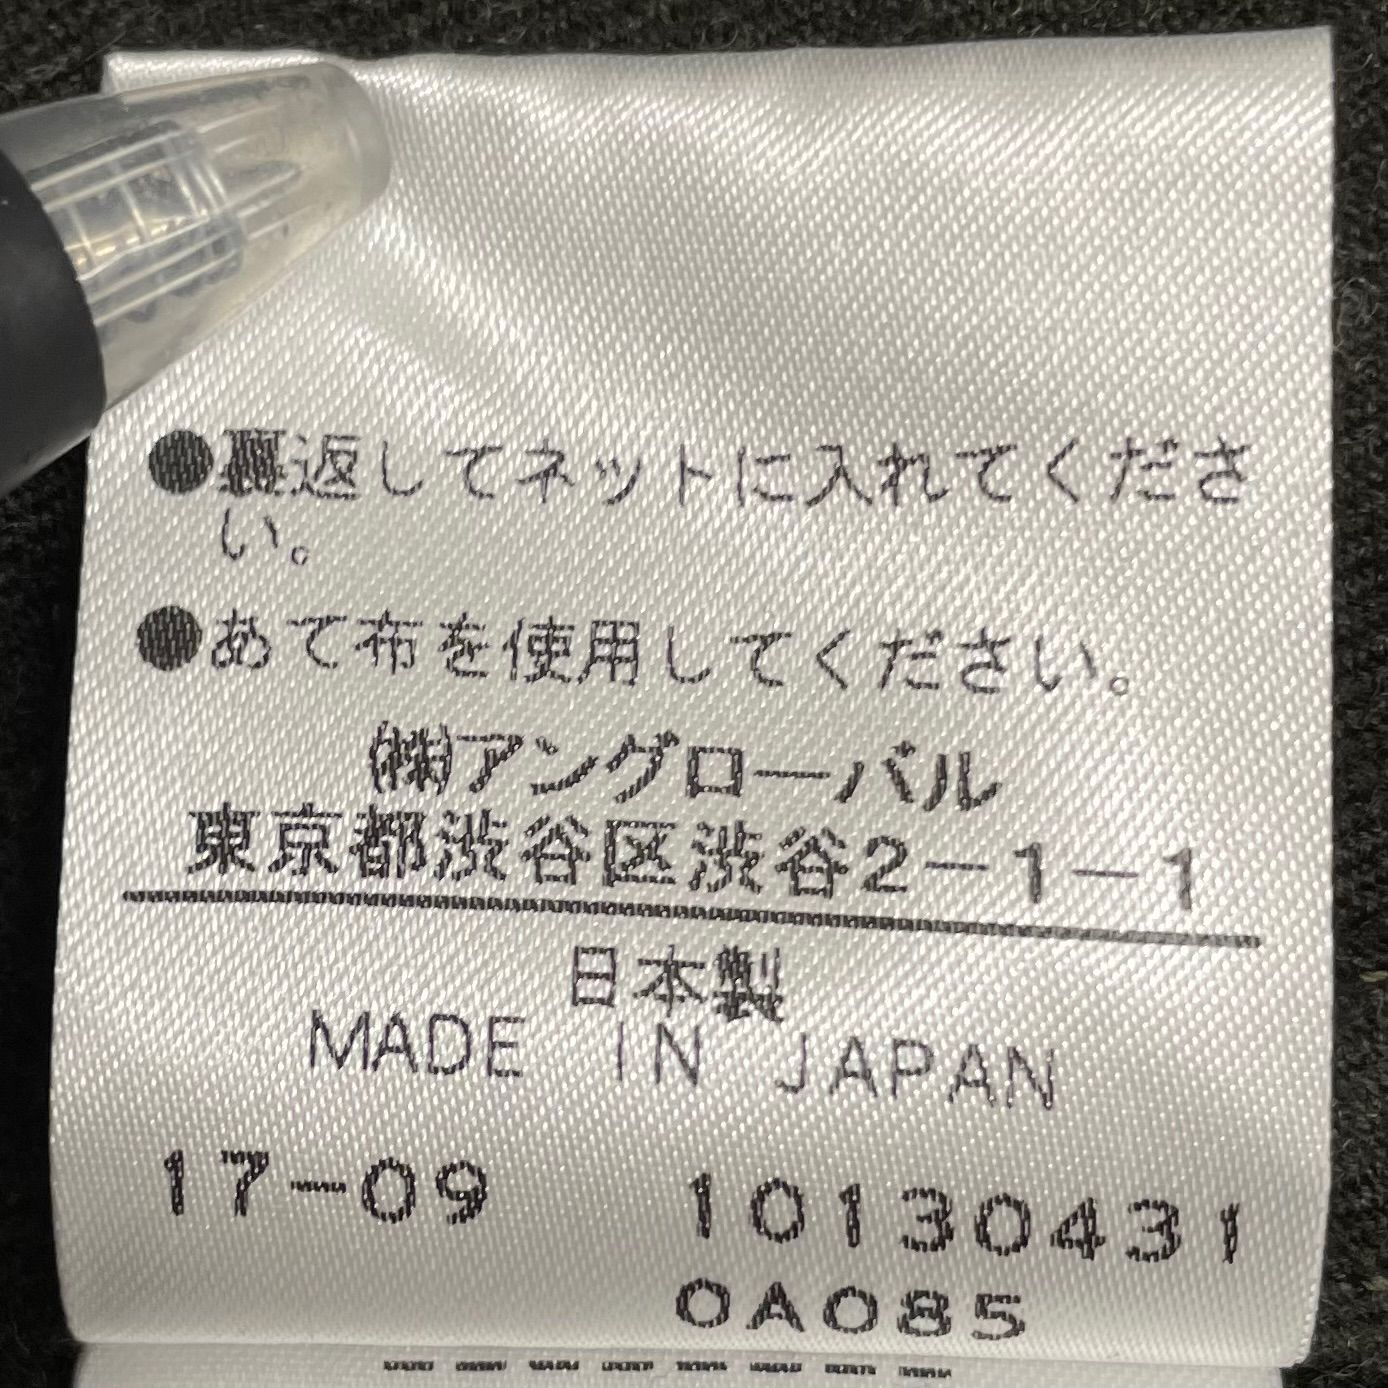 ●裏返してネットに入れてくださ
い。
●あて布を使用してください。
㈱アングローバル
東京都渋谷区渋谷2-1-1
日本製
MADE IN JAPAN
17-09 10130431
0A085